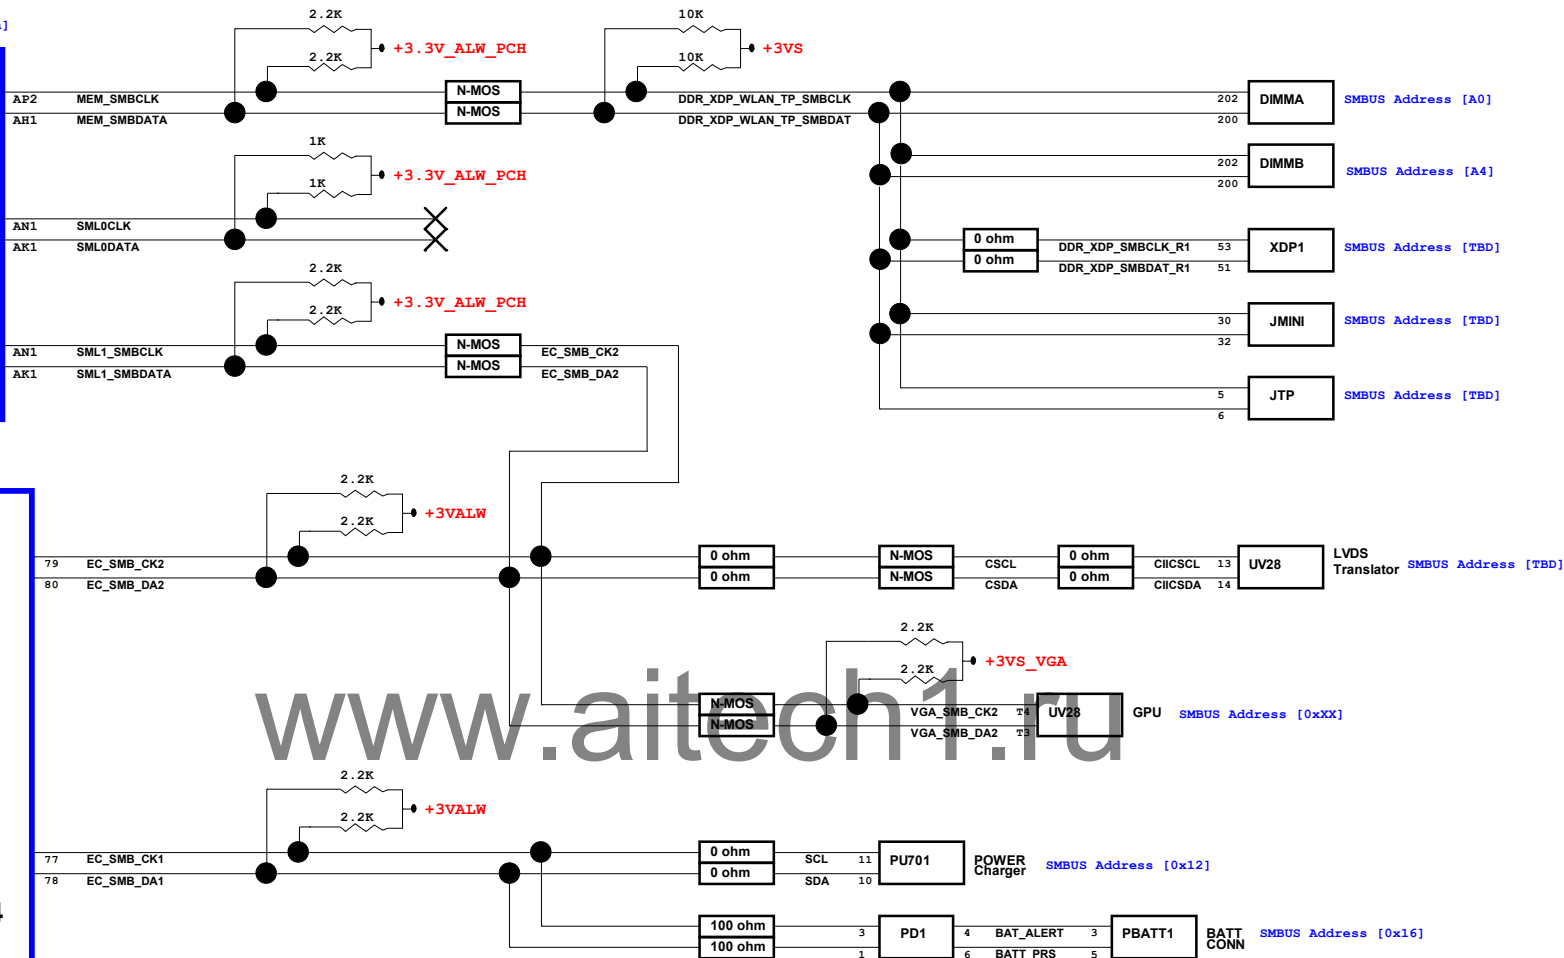 2.2K
10K
+3.3V_ALW_PCH
+3VS
2.2K
10K
AP2 MEM_SMBCLK N-MOS DDR_XDP_WLAN_TP_SMBCLK 202 DIMMA SMBUS Address [A0]
AH1 MEM_SMBDATA N-MOS DDR_XDP_WLAN_TP_SMBDAT 200
1K
+3.3V_ALW_PCH
1K
202 DIMMB SMBUS Address [A4]
200
AN1 SML0CLK
AK1 SML0DATA
0 ohm DDR_XDP_SMBCLK_R1 53 XDP1 SMBUS Address [TBD]
0 ohm DDR_XDP_SMBDAT_R1 51
2.2K
+3.3V_ALW_PCH
2.2K
30 JMINI SMBUS Address [TBD]
32
AN1 SML1_SMBCLK N-MOS EC_SMB_CK2
AK1 SML1_SMBDATA N-MOS EC_SMB_DA2
5 JTP SMBUS Address [TBD]
6
2.2K
+3VALW
2.2K
79 EC_SMB_CK2 0 ohm N-MOS CSCL 0 ohm CIICSCL 13 UV28 LVDS Translator SMBUS Address [TBD]
80 EC_SMB_DA2 0 ohm N-MOS CSDA 0 ohm CIICSDA 14
2.2K
+3VS_VGA
2.2K
N-MOS VGA_SMB_CK2 T4 UV28 GPU SMBUS Address [0xXX]
N-MOS VGA_SMB_DA2 T3
www.aitech1.ru
2.2K
+3VALW
2.2K
77 EC_SMB_CK1 0 ohm SCL 11 PU701 POWER Charger SMBUS Address [0x12]
78 EC_SMB_DA1 0 ohm SDA 10
100 ohm 3 PD1 4 BAT_ALERT 3 PBATT1 BATT CONN SMBUS Address [0x16]
100 ohm 1 6 BATT PRS 5